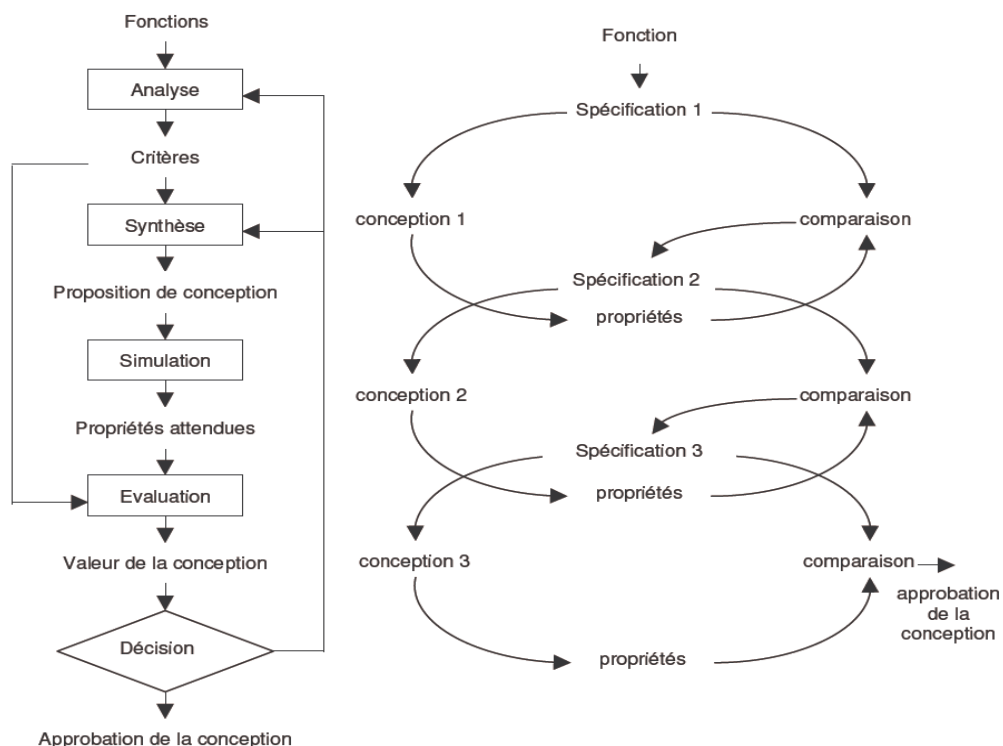 Fonctions
Analyse
Critères
Synthèse
Proposition de conception
Simulation
Propriétés attendues
Evaluation
Valeur de la conception
Décision
Approbation de la conception
Fonction
Spécification 1
conception 1
comparaison
Spécification 2
propriétés
conception 2
comparaison
Spécification 3
propriétés
conception 3
comparaison
approbation
de la
conception
propriétés